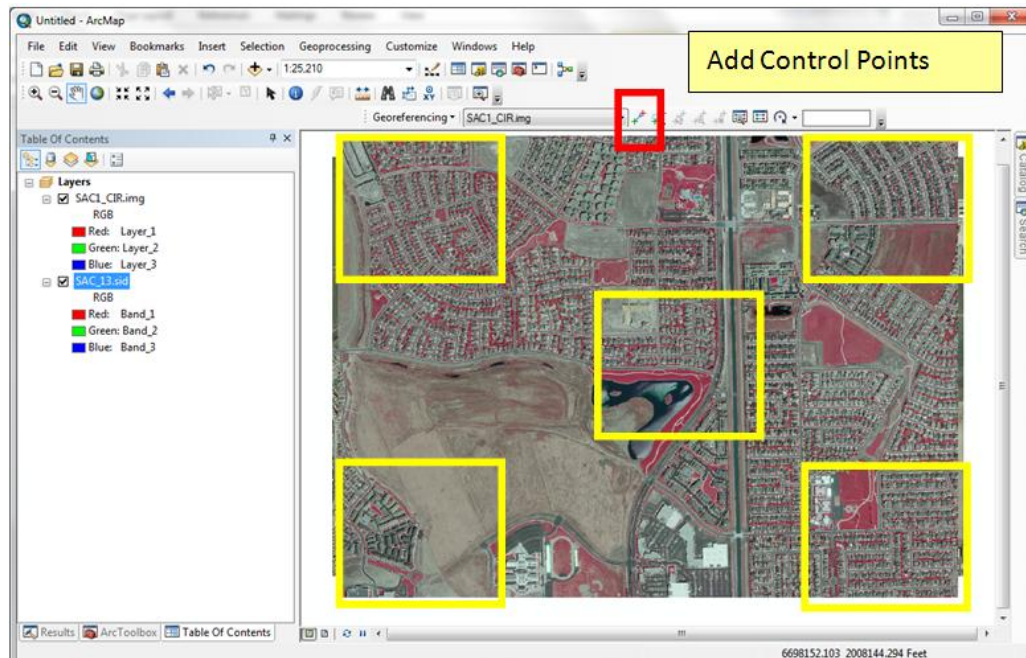 Untitled - ArcMap
File Edit View Bookmarks Insert Selection Geoprocessing Customize Windows Help
Add Control Points
1:25,210
Georeferencing SAC1_CIR.img
Table Of Contents
Layers
SAC1_CIR.img
RGB
Red: Layer_1
Green: Layer_2
Blue: Layer_3
SAC_13.sid
RGB
Red: Band_1
Green: Band_2
Blue: Band_3
Catalog
Search
Results ArcToolbox Table Of Contents
6698152.103 2008144.294 Feet